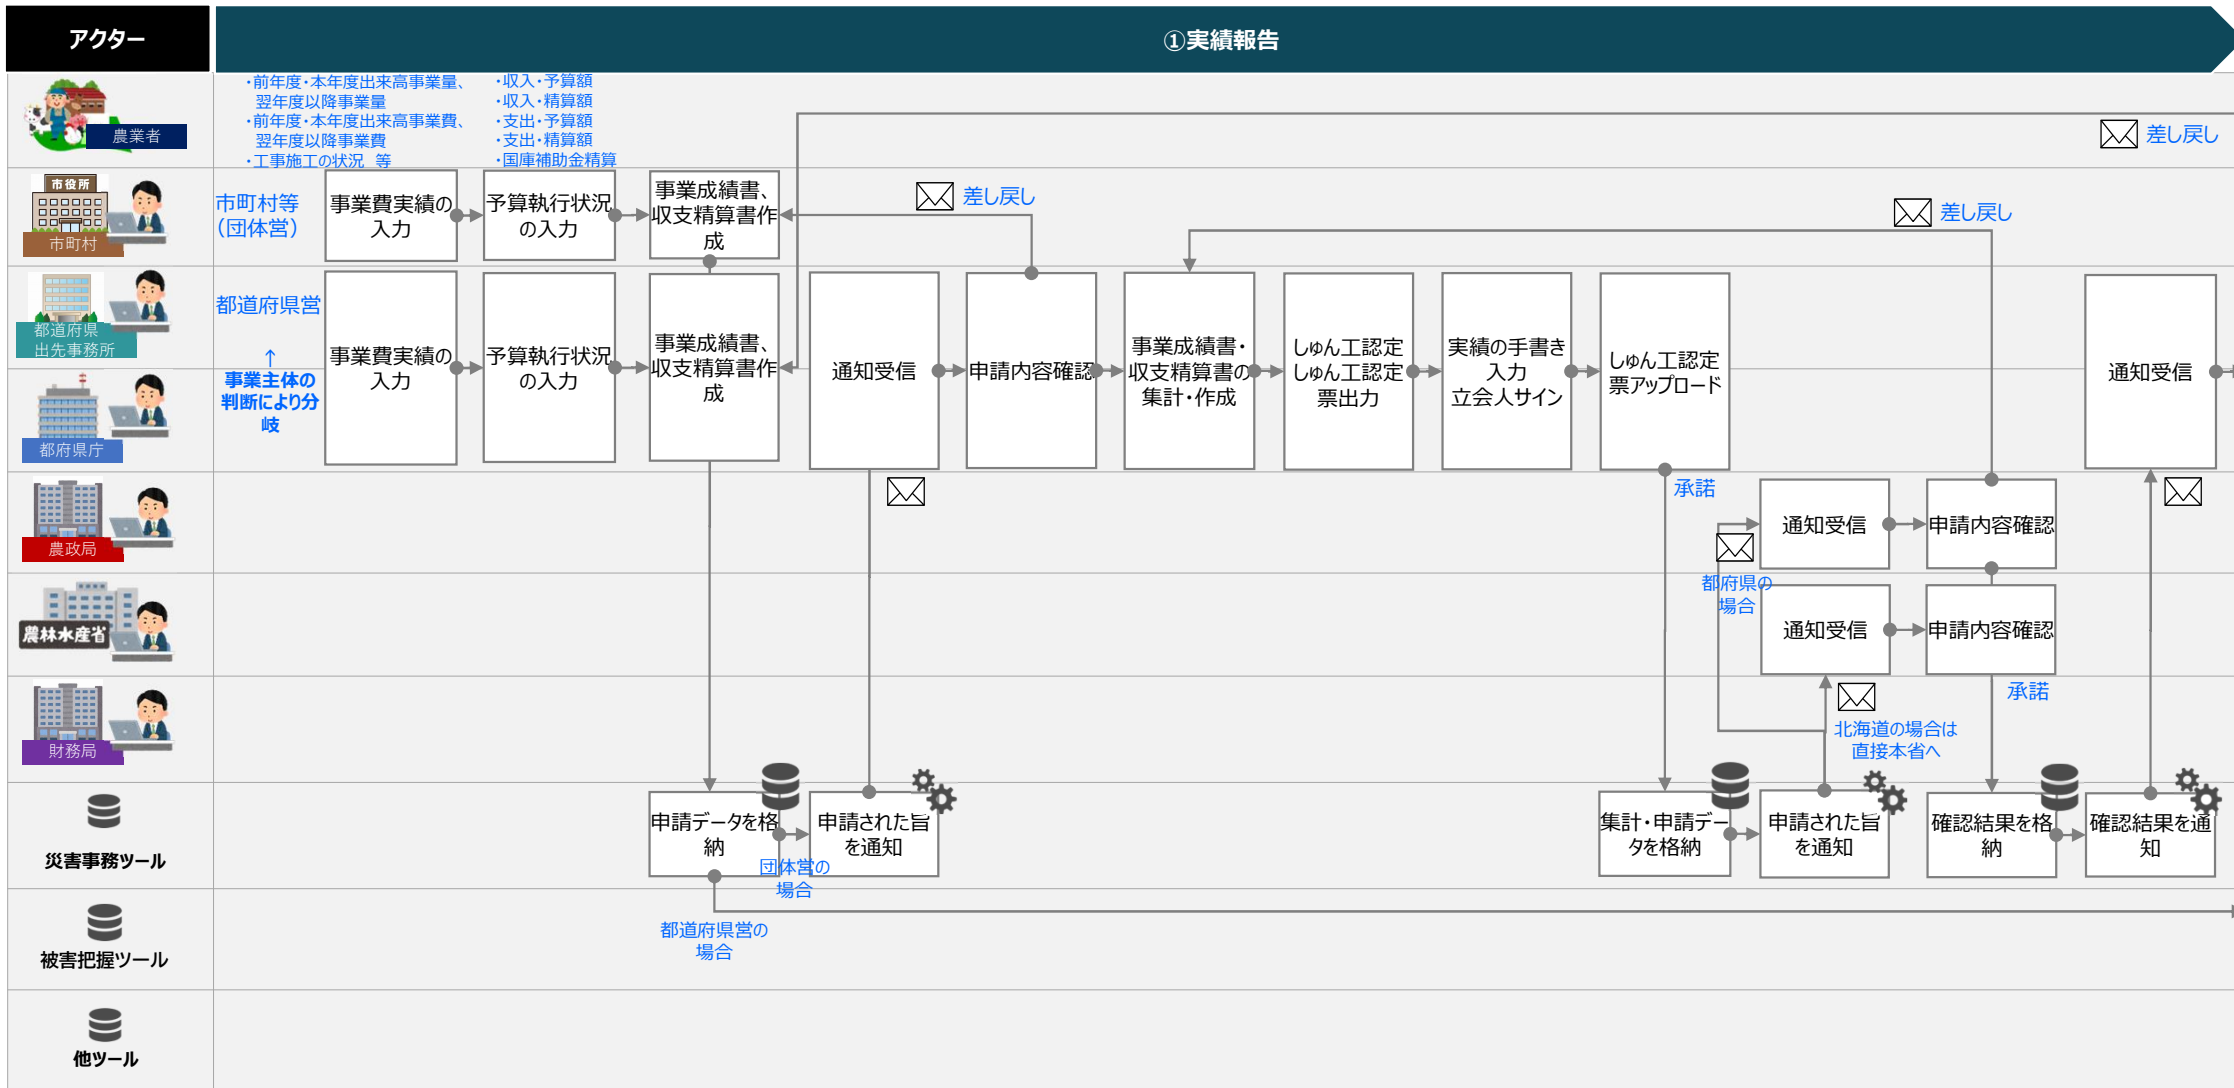 アクター
①実績報告
・前年度・本年度出来高事業量、
翌年度以降事業量
・前年度・本年度出来高事業費、
翌年度以降事業費
・工事施工の状況 等
・収入・予算額
・収入・精算額
・支出・予算額
・支出・精算額
・国庫補助金精算
農業者
差し戻し
市役所
市町村
市町村等
（団体営）
事業費実績の
入力
予算執行状況
の入力
事業成績書、
収支精算書作
成
差し戻し
差し戻し
都道府県
出先事務所
都府県庁
都道府県営
↑
事業主体の
判断により分
岐
事業費実績の
入力
予算執行状況
の入力
事業成績書、
収支精算書作
成
通知受信
申請内容確認
事業成績書・
収支精算書の
集計・作成
しゅん工認定
しゅん工認定
票出力
実績の手書き
入力
立会人サイン
しゅん工認定
票アップロード
通知受信
農政局
承諾
通知受信
申請内容確認
都府県の
場合
農林水産省
通知受信
申請内容確認
財務局
承諾
北海道の場合は
直接本省へ
災害事務ツール
申請データを格
納
団体営の
場合
申請された旨
を通知
集計・申請デー
タを格納
申請された旨
を通知
確認結果を格
納
確認結果を通
知
被害把握ツール
都道府県営の
場合
他ツール